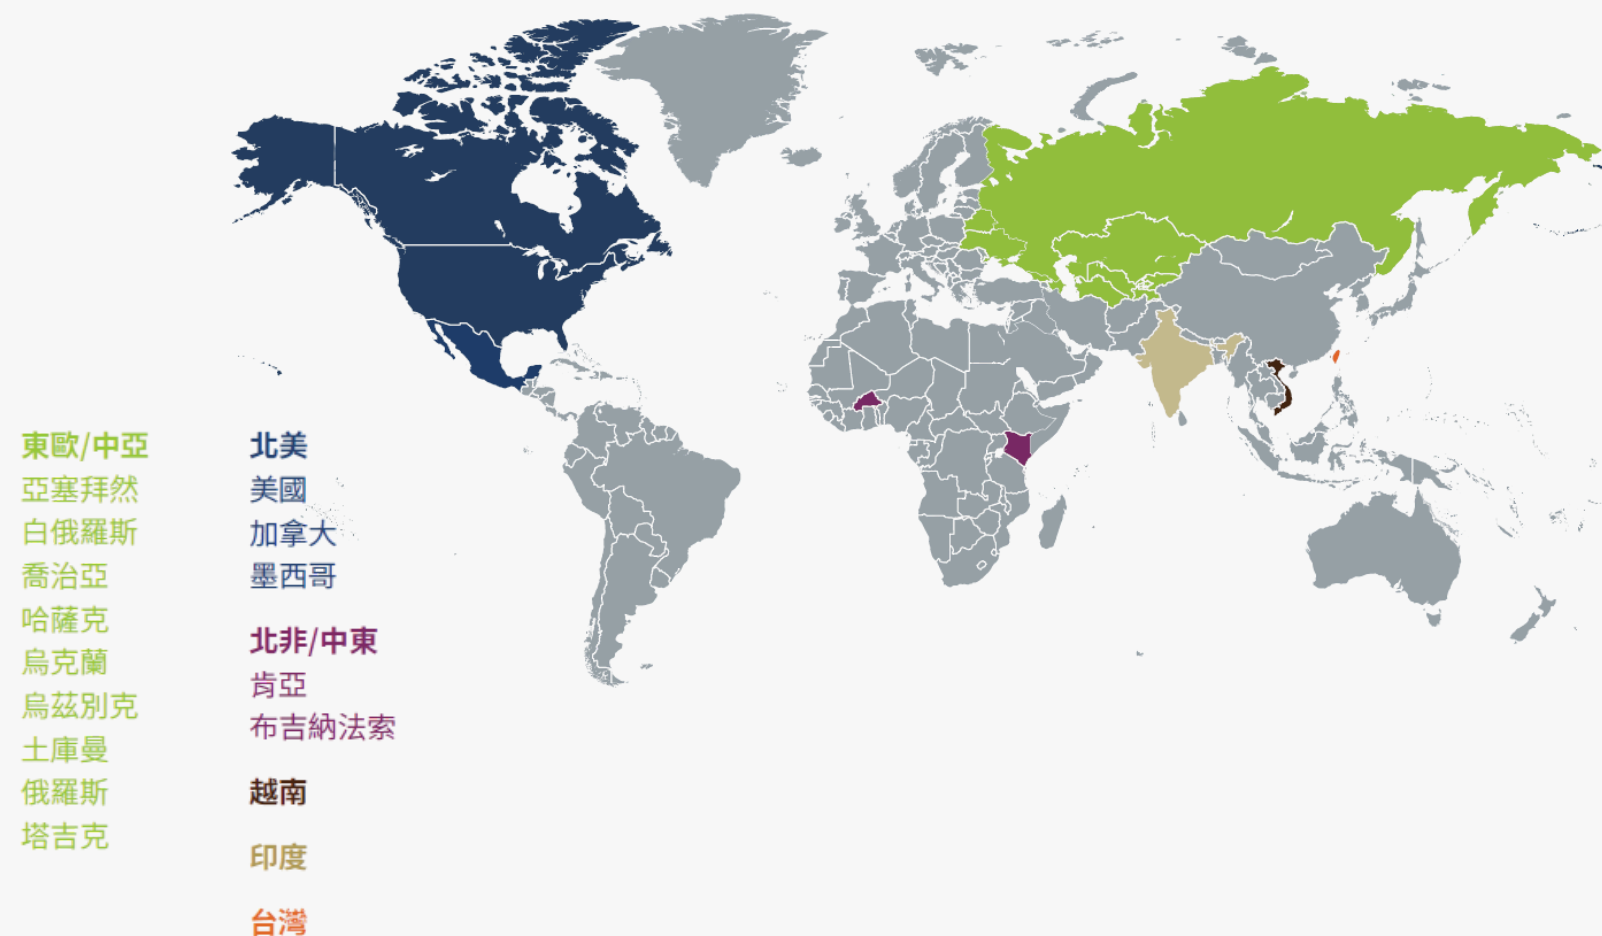 東歐/中亞
亞塞拜然
白俄羅斯
喬治亞
哈薩克
烏克蘭
烏茲別克
土庫曼
俄羅斯
塔吉克
北美
美國
加拿大
墨西哥
北非/中東
肯亞
布吉納法索
越南
印度
台灣